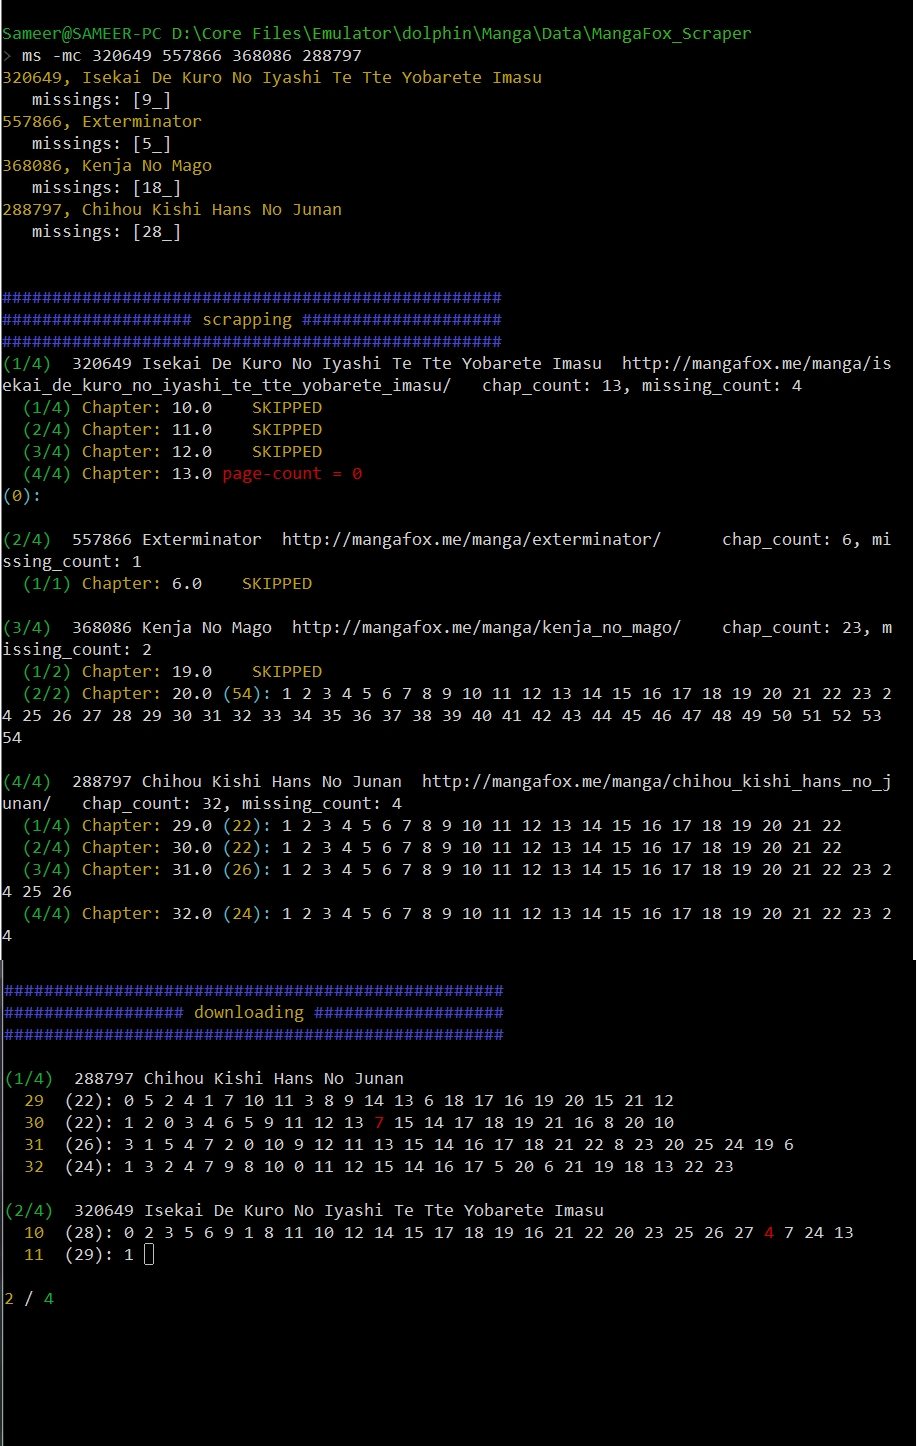 Sameer@SAMEER-PC D:\Core Files\Emulator\dolphin\Manga\Data\MangaFox_Scraper
> ms -mc 320649 557866 368086 288797
320649, Isekai De Kuro No Iyashi Te Tte Yobarete Imasu
missings: [9_]
557866, Exterminator
missings: [5_]
368086, Kenja No Mago
missings: [18_]
288797, Chihou Kishi Hans No Junan
missings: [28_]
##################################################
################### scrapping ####################
##################################################
(1/4)  320649 Isekai De Kuro No Iyashi Te Tte Yobarete Imasu  http://mangafox.me/manga/is
ekai_de_kuro_no_iyashi_te_tte_yobarete_imasu/   chap_count: 13, missing_count: 4
(1/4) Chapter: 10.0    SKIPPED
(2/4) Chapter: 11.0    SKIPPED
(3/4) Chapter: 12.0    SKIPPED
(4/4) Chapter: 13.0 page-count = 0
(0):
(2/4)  557866 Exterminator  http://mangafox.me/manga/exterminator/      chap_count: 6, mi
ssing_count: 1
(1/1) Chapter: 6.0    SKIPPED
(3/4)  368086 Kenja No Mago  http://mangafox.me/manga/kenja_no_mago/    chap_count: 23, m
issing_count: 2
(1/2) Chapter: 19.0    SKIPPED
(2/2) Chapter: 20.0 (54): 1 2 3 4 5 6 7 8 9 10 11 12 13 14 15 16 17 18 19 20 21 22 23 2
4 25 26 27 28 29 30 31 32 33 34 35 36 37 38 39 40 41 42 43 44 45 46 47 48 49 50 51 52 53
54
(4/4)  288797 Chihou Kishi Hans No Junan  http://mangafox.me/manga/chihou_kishi_hans_no_j
unan/   chap_count: 32, missing_count: 4
(1/4) Chapter: 29.0 (22): 1 2 3 4 5 6 7 8 9 10 11 12 13 14 15 16 17 18 19 20 21 22
(2/4) Chapter: 30.0 (22): 1 2 3 4 5 6 7 8 9 10 11 12 13 14 15 16 17 18 19 20 21 22
(3/4) Chapter: 31.0 (26): 1 2 3 4 5 6 7 8 9 10 11 12 13 14 15 16 17 18 19 20 21 22 23 2
4 25 26
(4/4) Chapter: 32.0 (24): 1 2 3 4 5 6 7 8 9 10 11 12 13 14 15 16 17 18 19 20 21 22 23 2
4
##################################################
################## downloading ###################
##################################################
(1/4)  288797 Chihou Kishi Hans No Junan
29  (22): 0 5 2 4 1 7 10 11 3 8 9 14 13 6 18 17 16 19 20 15 21 12
30  (22): 1 2 0 3 4 6 5 9 11 12 13 7 15 14 17 18 19 21 16 8 20 10
31  (26): 3 1 5 4 7 2 0 10 9 12 11 13 15 14 16 17 18 21 22 8 23 20 25 24 19 6
32  (24): 1 3 2 4 7 9 8 10 0 11 12 15 14 16 17 5 20 6 21 19 18 13 22 23
(2/4)  320649 Isekai De Kuro No Iyashi Te Tte Yobarete Imasu
10  (28): 0 2 3 5 6 9 1 8 11 10 12 14 15 17 18 19 16 21 22 20 23 25 26 27 4 7 24 13
11  (29): 1
2 / 4